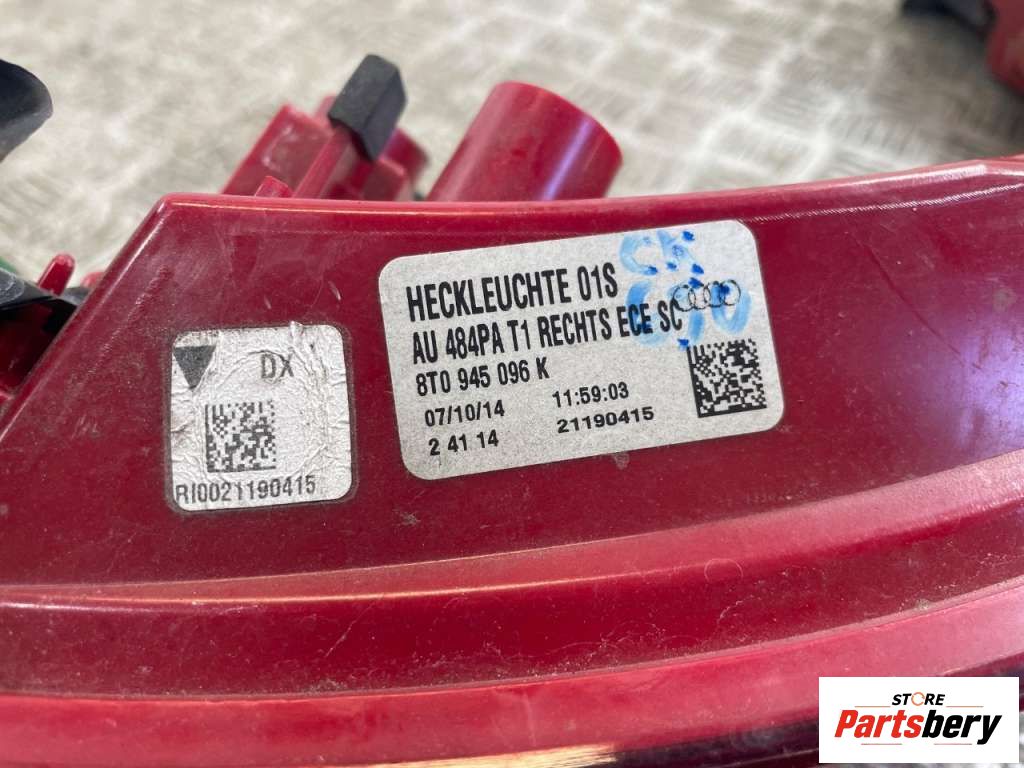 HECKLEUCHTE 01S
AU 484PA T1 RECHTS ECE SC
8T0 945 096 K
07/10/14 11:59:03
2 41 14 21190415
DX
RI0021190415
STORE
Partsbery